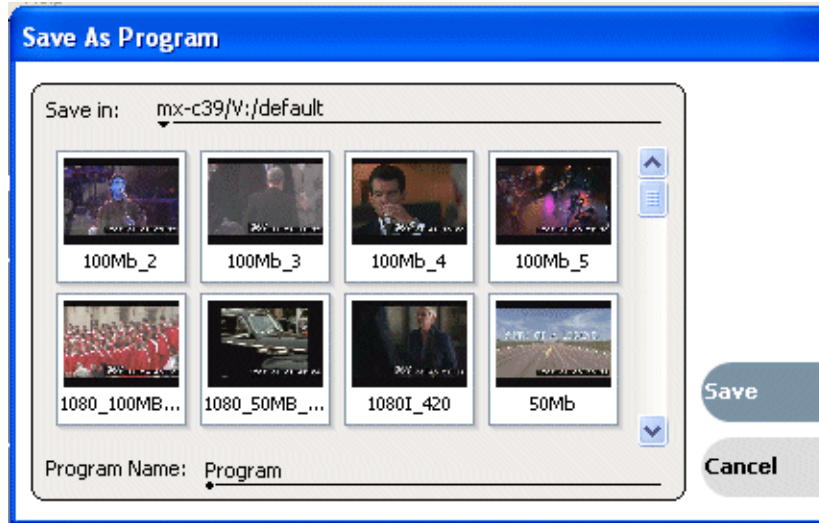 Save As Program
Save in: mx-c39/V:/default
100Mb_2
100Mb_3
100Mb_4
100Mb_5
1080_100MB...
1080_50MB_...
1080I_420
50Mb
Save
Program Name: Program
Cancel